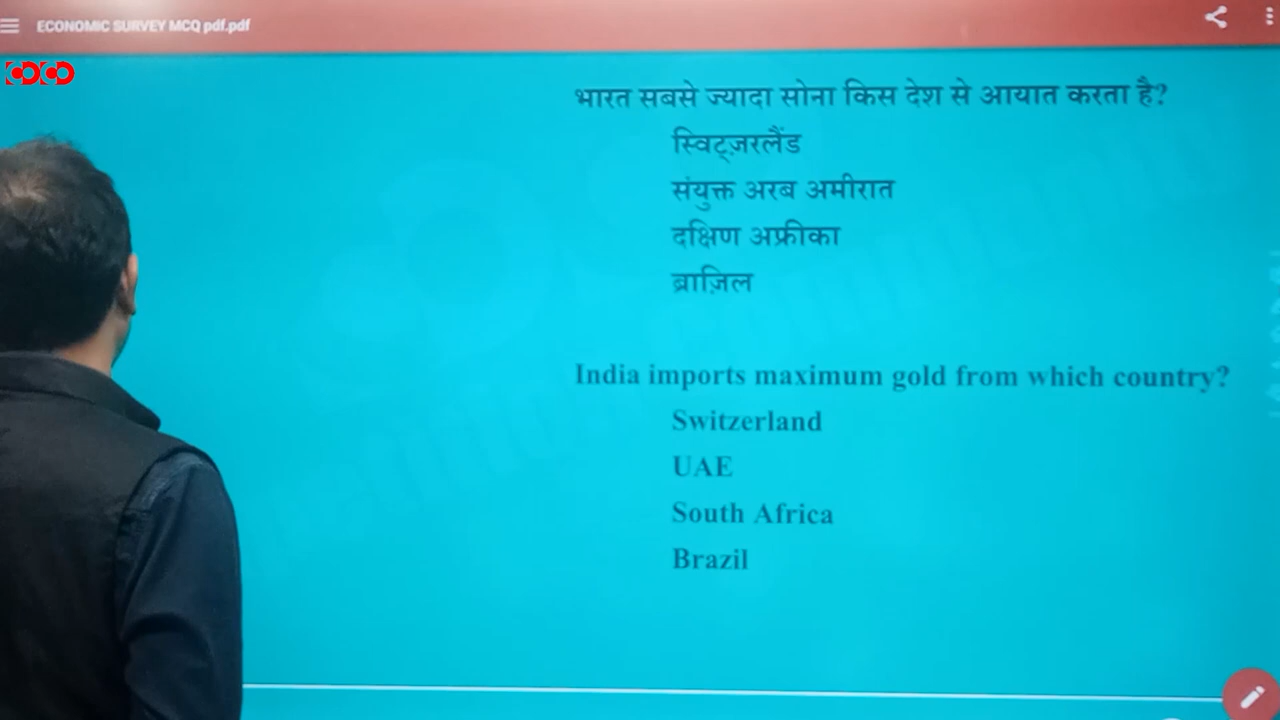 ECONOMIC SURVEY MCQ pdf.pdf
भारत सबसे ज्यादा सोना किस देश से आयात करता है?
स्विट्ज़रलैंड
संयुक्त अरब अमीरात
दक्षिण अफ्रीका
ब्राज़िल
India imports maximum gold from which country?
Switzerland
UAE
South Africa
Brazil